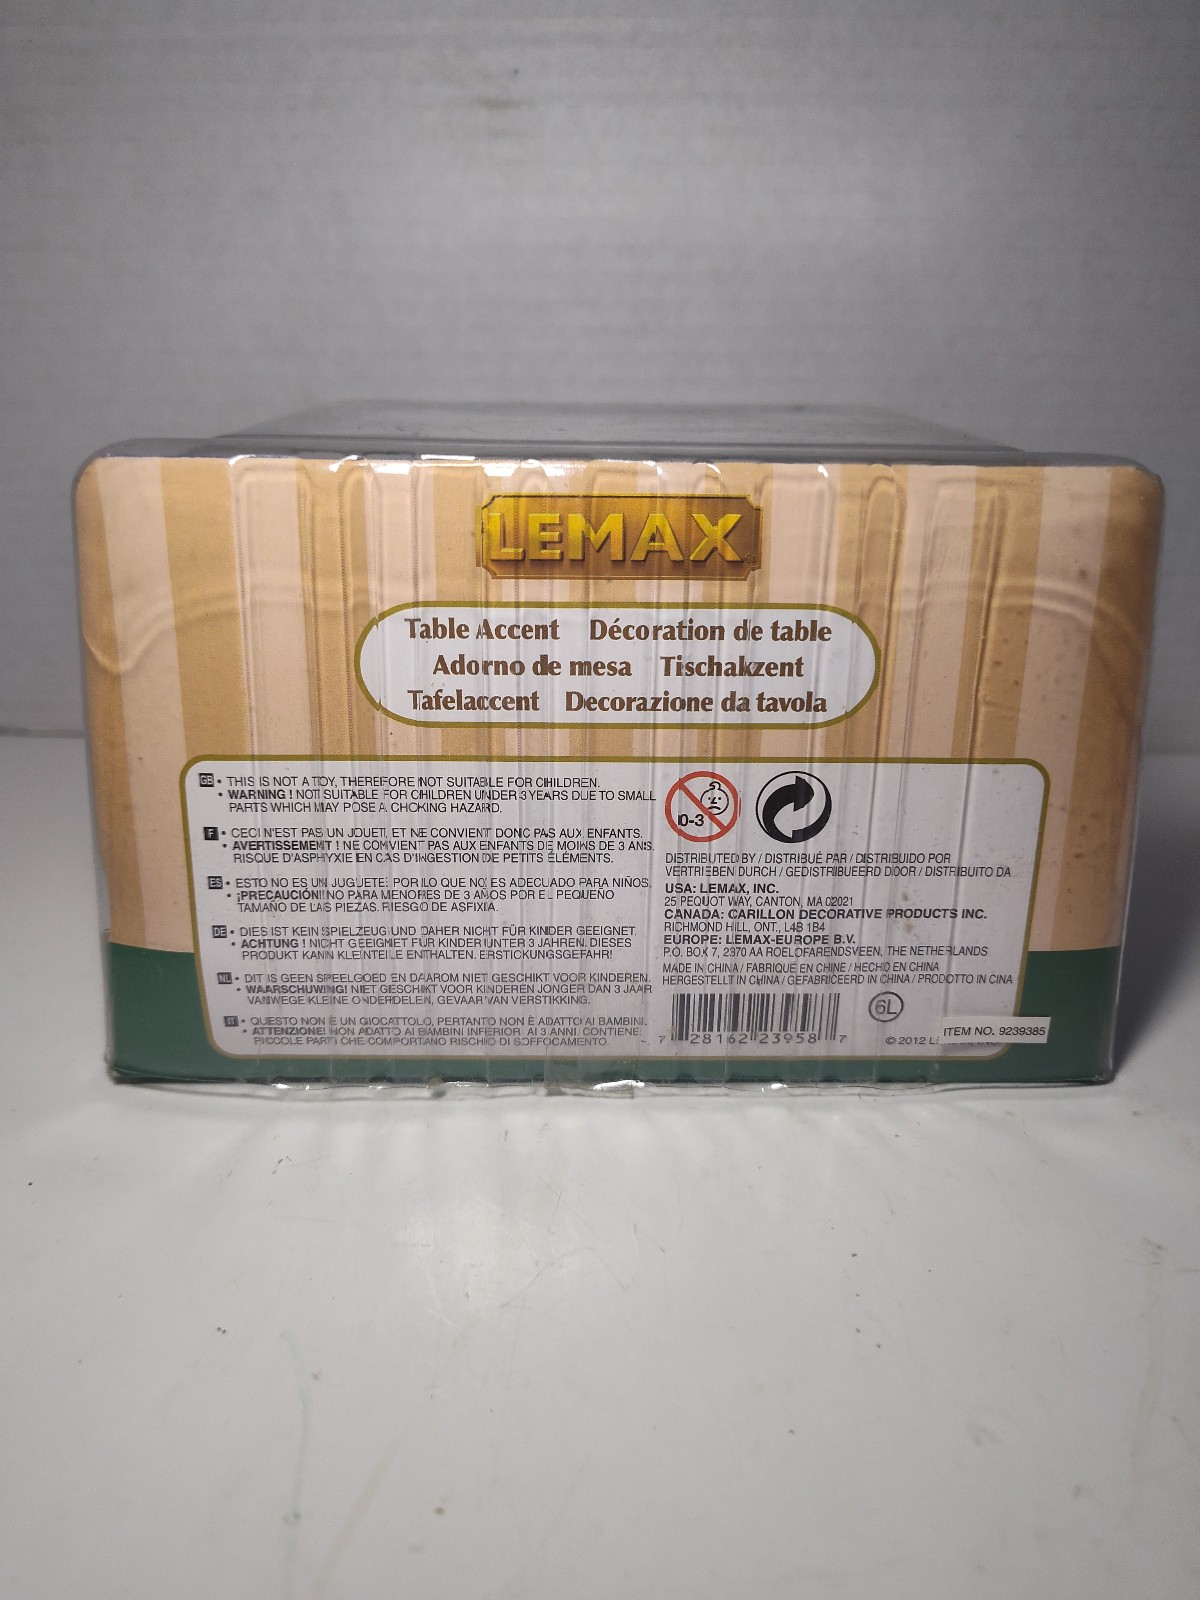 LEMAX
Table Accent Décoration de table
Adorno de mesa Tischakzent
Tafelaccent Decorazione da tavola
GB • THIS IS NOT A TOY, THEREFORE NOT SUITABLE FOR CHILDREN.
• WARNING ! NOT SUITABLE FOR CHILDREN UNDER 3 YEARS DUE TO SMALL
PARTS WHICH MAY POSE A CHOKING HAZARD.
F • CECI N'EST PAS UN JOUET, ET NE CONVIENT DONC PAS AUX ENFANTS.
• AVERTISSEMENT ! NE CONVIENT PAS AUX ENFANTS DE MOINS DE 3 ANS.
RISQUE D'ASPHYXIE EN CAS D'INGESTION DE PETITS ÉLÉMENTS.
ES • ESTO NO ES UN JUGUETE: POR LO QUE NO ES ADECUADO PARA NIÑOS.
• ¡PRECAUCIÓN! NO PARA MENORES DE 3 AÑOS POR EL PEQUEÑO
TAMAÑO DE LAS PIEZAS. RIESGO DE ASFIXIA.
DE • DIES IST KEIN SPIELZEUG UND DAHER NICHT FÜR KINDER GEEIGNET.
• ACHTUNG ! NICHT GEEIGNET FÜR KINDER UNTER 3 JAHREN. DIESES
PRODUKT KANN KLEINTEILE ENTHALTEN. ERSTICKUNGSGEFAHR!
NL • DIT IS GEEN SPEELGOED EN DAAROM NIET GESCHIKT VOOR KINDEREN.
• WAARSCHUWING! NIET GESCHIKT VOOR KINDEREN JONGER DAN 3 JAAR
VANWEGE KLEINE ONDERDELEN, GEVAAR VAN VERSTIKKING.
IT • QUESTO NON È UN GIOCATTOLO, PERTANTO NON È ADATTO AI BAMBINI.
• ATTENZIONE! NON ADATTO AI BAMBINI INFERIOR AI 3 ANNI. CONTIENE
PICCOLE PARTI CHE COMPORTANO RISCHIO DI SOFFOCAMENTO.
0-3
DISTRIBUTED BY / DISTRIBUÉ PAR / DISTRIBUIDO POR
VERTRIEBEN DURCH / GEDISTRIBUEERD DOOR / DISTRIBUITO DA
USA: LEMAX, INC.
25 PEQUOT WAY, CANTON, MA 02021
CANADA: CARILLON DECORATIVE PRODUCTS INC.
RICHMOND HILL, ONT., L4B 1B4
EUROPE: LEMAX-EUROPE B.V.
P.O. BOX 7, 2370 AA ROELOFARENDSVEEN, THE NETHERLANDS
MADE IN CHINA / FABRIQUÉ EN CHINE / HECHO EN CHINA
HERGESTELLT IN CHINA / GEFABRICEERD IN CHINA / PRODOTTO IN CINA
6L
7 28162 23958 7
© 2012
ITEM NO. 9239385